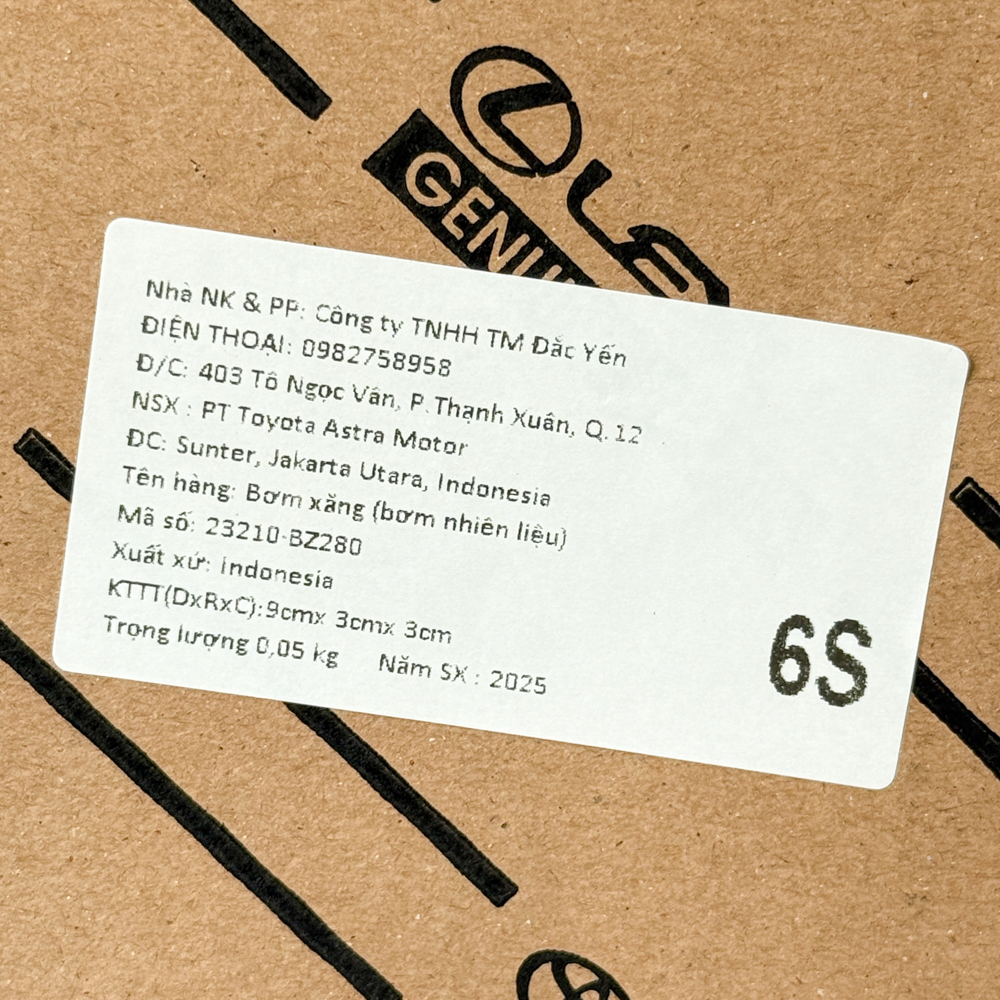 GENU
Nhà NK & PP: Công ty TNHH TM Đắc Yến
ĐIỆN THOẠI: 0982758958
Đ/C: 403 Tô Ngọc Vân, P.Thạnh Xuân, Q.12
NSX : PT Toyota Astra Motor
ĐC: Sunter, Jakarta Utara, Indonesia
Tên hàng: Bơm xăng (bơm nhiên liệu)
Mã số: 23210-BZ280
Xuất xứ: Indonesia
KTTT(DxRxC):9cmx 3cmx 3cm
Trọng lượng 0,05 kg Năm SX : 2025
6S